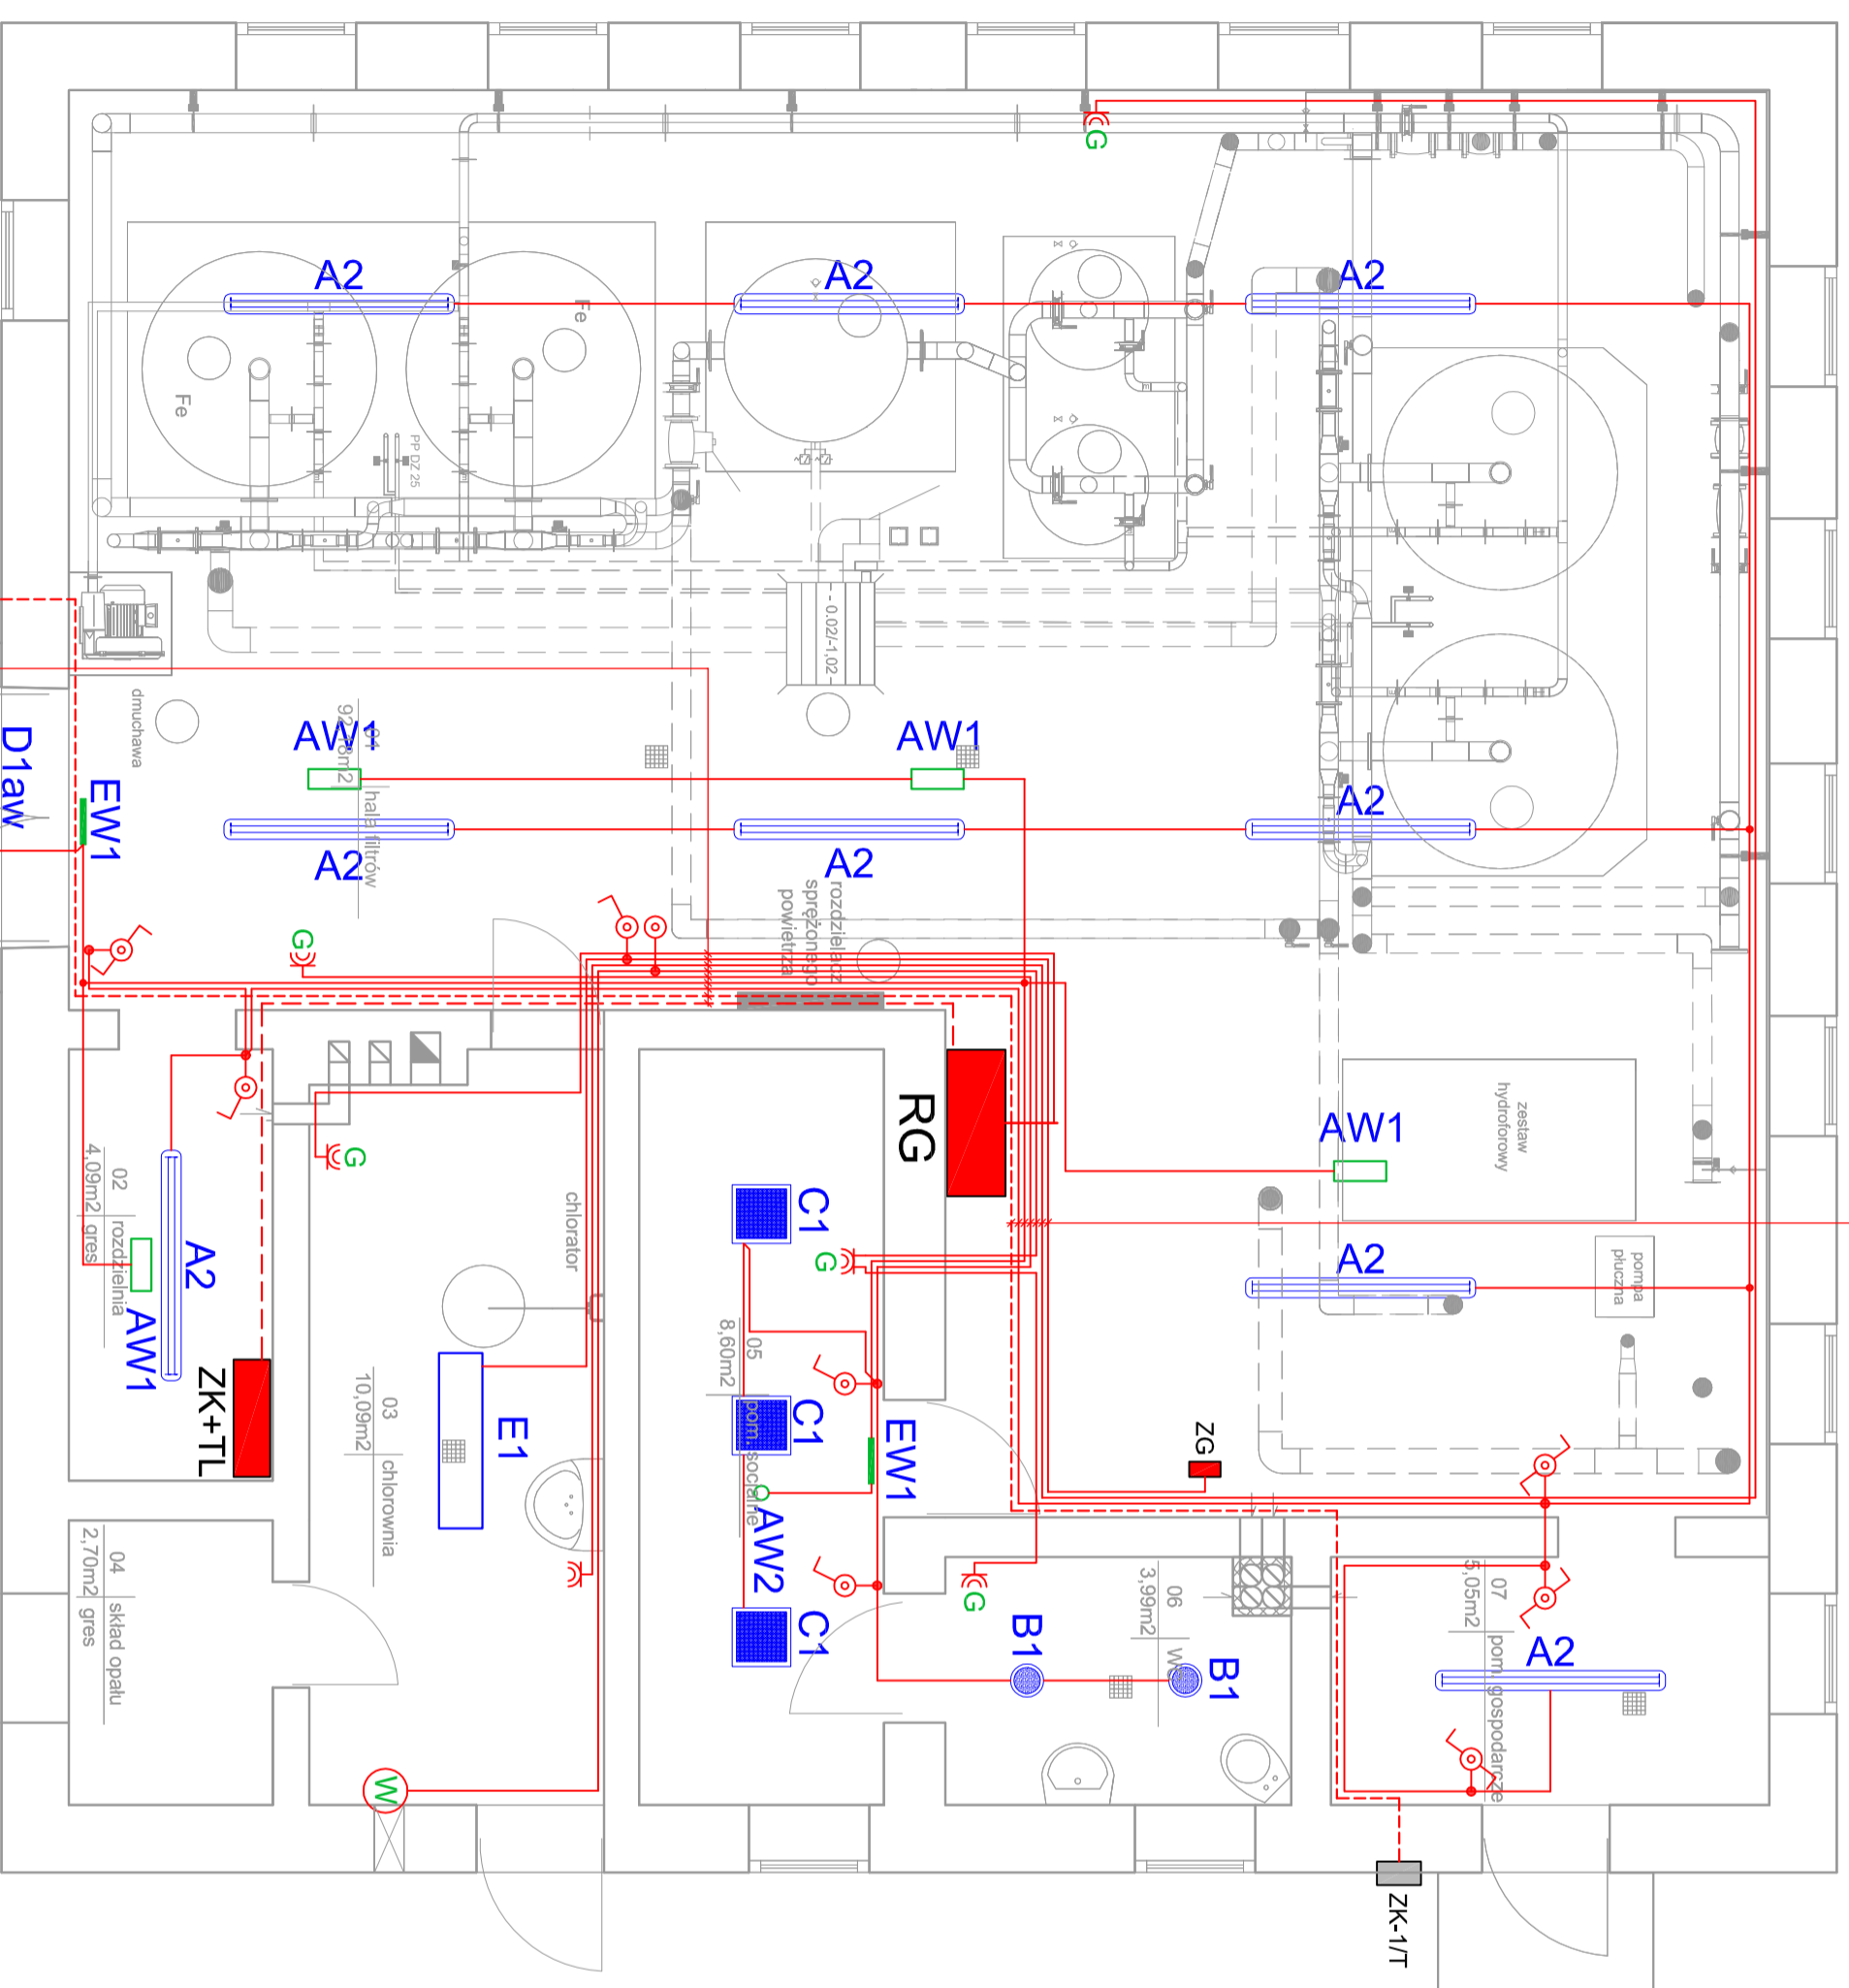 G
A2
A2
A2
Fe
Fe
PP DZ 25
0.02/-1,02
dmuchawa
D1aw
EW1
AW1
AW1
01
hala filtrów
A2
A2
A2
rozdzielacz
sprężonego
powietrza
G
RG
zestaw
hydroforowy
AW1
A2
pompa
płuczna
G
02
rozdzielnia
4,09m2
gres
A2
AW1
ZK+TL
chlorator
03
chlorownia
10,09m2
E1
C1
G
05
pom. socjalne
8,60m2
C1
EW1
AW2
C1
ZG
04
skład opału
2,70m2
gres
W
G
06
WC
3,99m2
B1
B1
07
pom. gospodarcze
5,05m2
A2
ZK-1/T